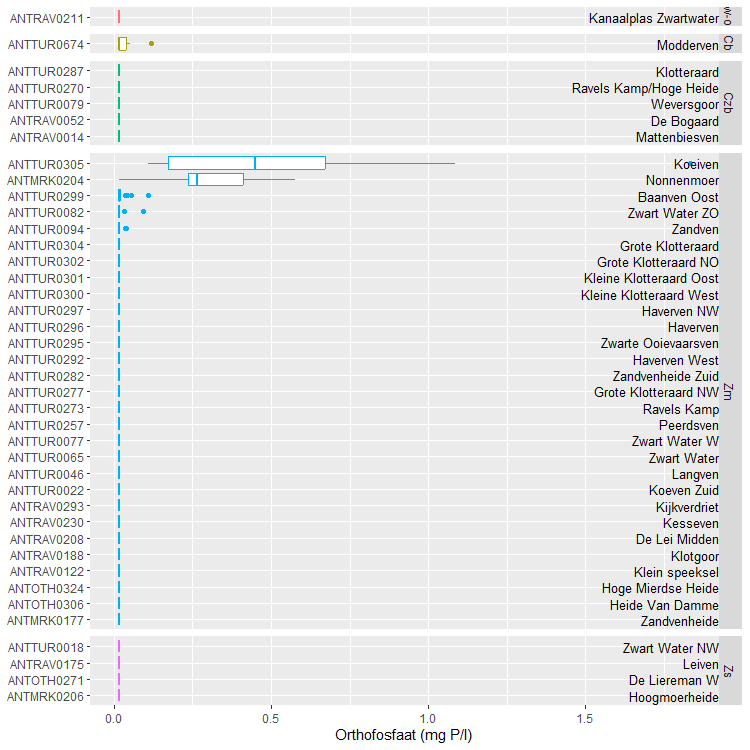 ANTRAV0211 Kanaalplas Zwartwater
ANTTUR0674 Modderven Cb
ANTTUR0287 Klotteraard
ANTTUR0270 Ravels Kamp/Hoge Heide
ANTTUR0079 Weversgoor
ANTRAV0052 De Bogaard
ANTRAV0014 Mattenbiesven
Czb
ANTTUR0305 Koeiven
ANTMRK0204 Nonnenmoer
ANTTUR0299 Baanven Oost
ANTTUR0082 Zwart Water ZO
ANTTUR0094 Zandven
ANTTUR0304 Grote Klotteraard
ANTTUR0302 Grote Klotteraard NO
ANTTUR0301 Kleine Klotteraard Oost
ANTTUR0300 Kleine Klotteraard West
ANTTUR0297 Haverven NW
ANTTUR0296 Haverven
ANTTUR0295 Zwarte Ooievaarsven
ANTTUR0292 Haverven West
ANTTUR0282 Zandvenheide Zuid
ANTTUR0277 Grote Klotteraard NW
ANTTUR0273 Ravels Kamp
ANTTUR0257 Peerdsven
ANTTUR0077 Zwart Water W
ANTTUR0065 Zwart Water
ANTTUR0046 Langven
ANTTUR0022 Koeven Zuid
ANTRAV0293 Kijkverdriet
ANTRAV0230 Kesseven
ANTRAV0208 De Lei Midden
ANTRAV0188 Klotgoor
ANTRAV0122 Klein speeksel
ANTOTH0324 Hoge Mierdse Heide
ANTOTH0306 Heide Van Damme
ANTMRK0177 Zandvenheide
Zm
ANTTUR0018 Zwart Water NW
ANTRAV0175 Leiven
ANTOTH0271 De Liereman W
ANTMRK0206 Hoogmoerheide
Zs
0.0 0.5 1.0 1.5
Orthofosfaat (mg P/l)